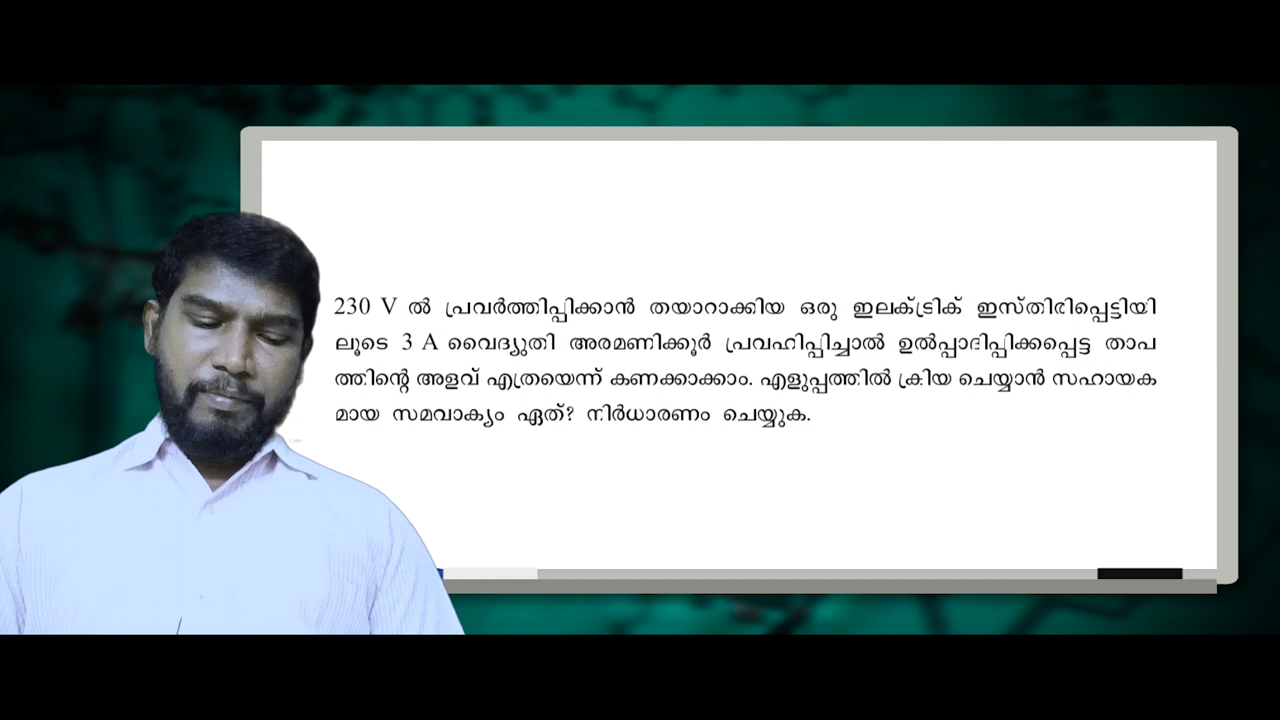 230 V ൽ പ്രവർത്തിപ്പിക്കാൻ തയാറാക്കിയ ഒരു ഇലക്ട്രിക് ഇസ്തിരിപ്പെട്ടിയി
ലൂടെ 3 A വൈദ്യുതി അരമണിക്കൂർ പ്രവഹിപ്പിച്ചാൽ ഉൽപ്പാദിപ്പിക്കപ്പെട്ട താപ
ത്തിന്റെ അളവ് എത്രയെന്ന് കണക്കാക്കാം. എളുപ്പത്തിൽ ക്രിയ ചെയ്യാൻ സഹായക
മായ സമവാക്യം ഏത്? നിർധാരണം ചെയ്യുക.